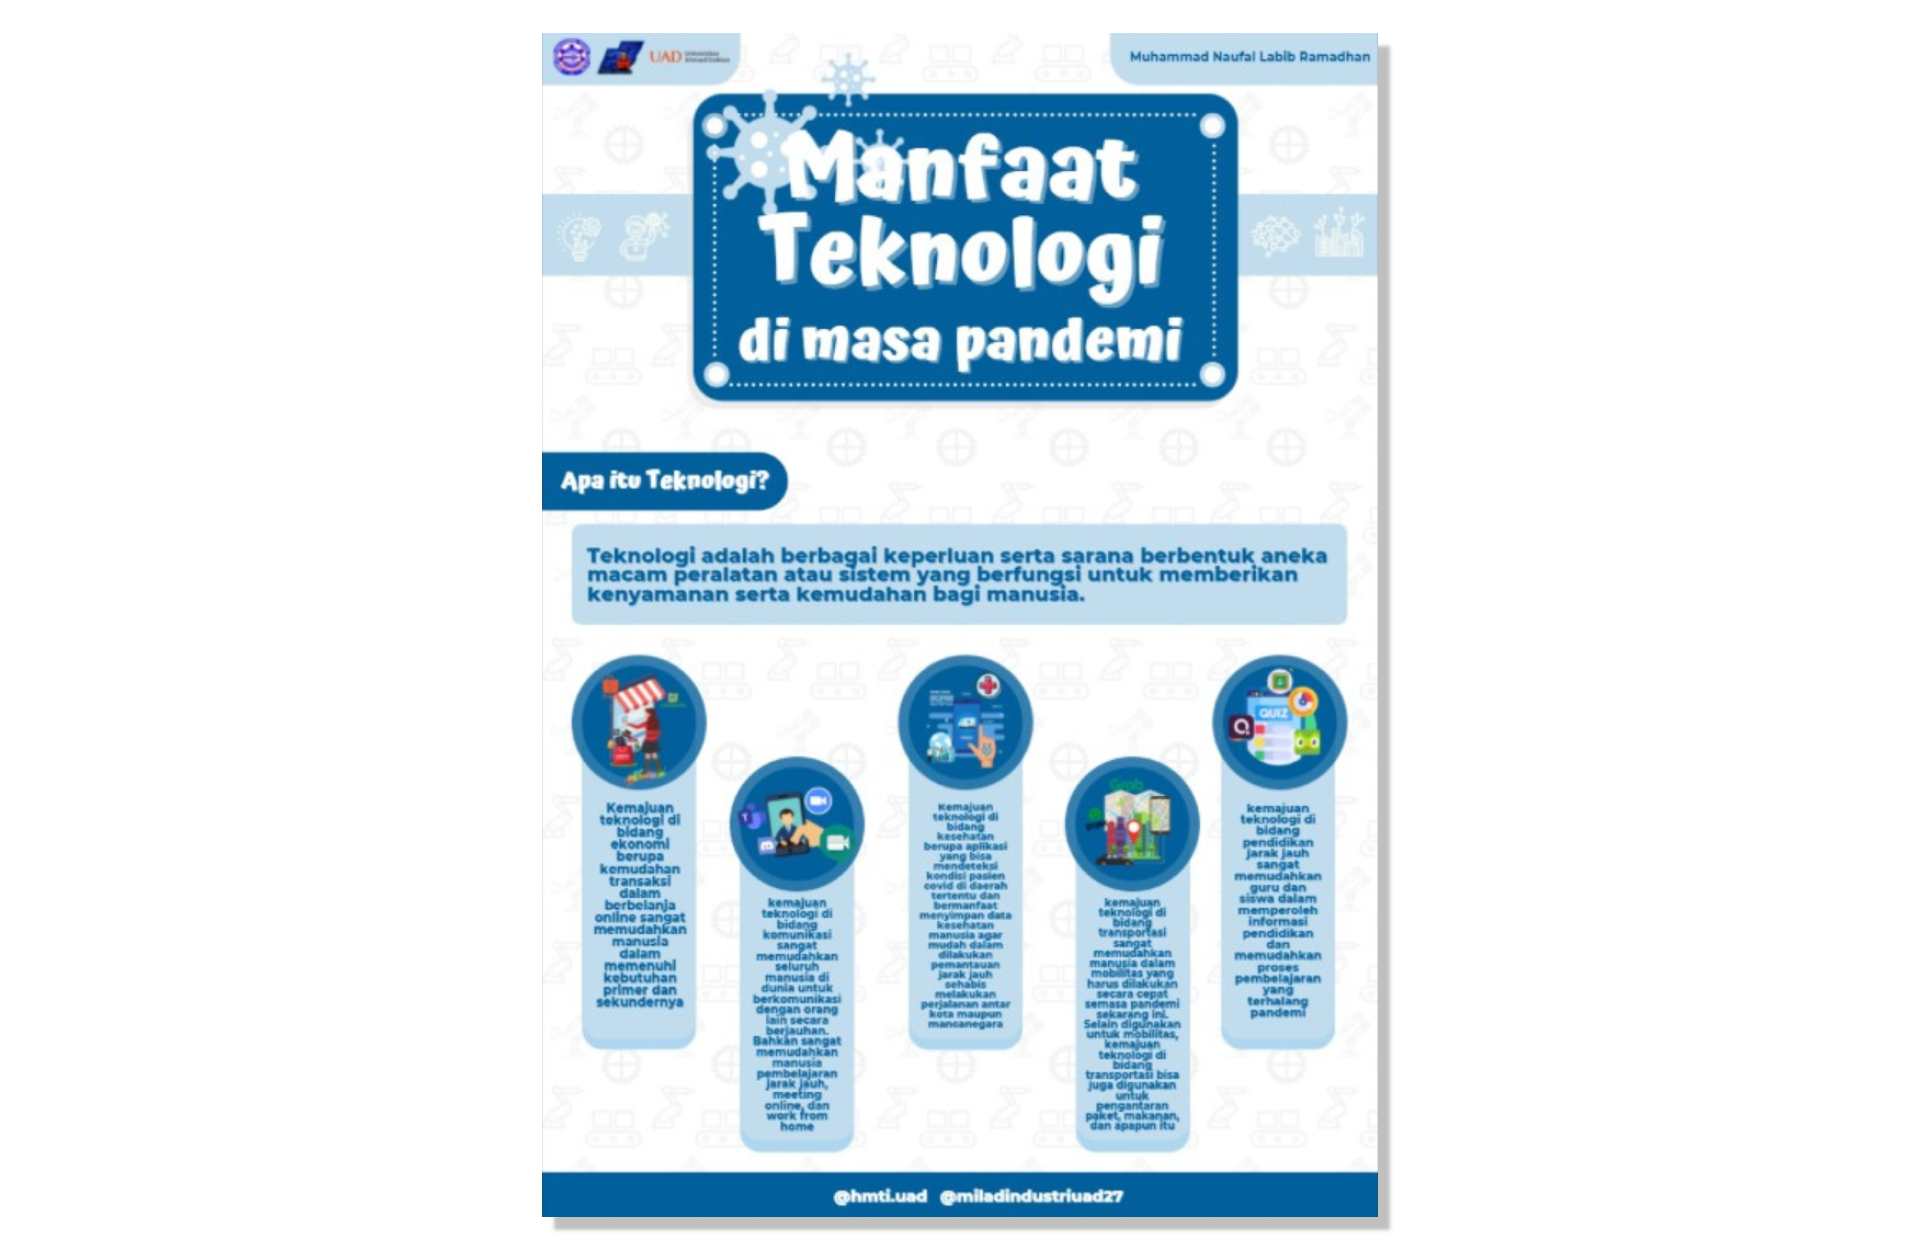 UAD
Muhammad Naufal Labib Ramadhan
Manfaat
Teknologi
di masa pandemi
Apa itu Teknologi?
Teknologi adalah berbagai keperluan serta sarana berbentuk aneka
macam peralatan atau sistem yang berfungsi untuk memberikan
kenyamanan serta kemudahan bagi manusia.
Kemajuan
teknologi di
bidang
ekonomi
berupa
kemudahan
transaksi
dalam
berbelanja
online sangat
memudahkan
manusia
dalam
memenuhi
kebutuhan
primer dan
sekundernya
kemajuan
teknologi di
bidang
komunikasi
sangat
memudahkan
seluruh
manusia di
dunia untuk
berkomunikasi
dengan orang
lain secara
berjauhan.
Bahkan sangat
memudahkan
manusia
pembelajaran
jarak jauh,
meeting
online, dan
work from
home
Kemajuan
teknologi di
bidang
kesehatan
berupa aplikasi
yang bisa
mendeteksi
kondisi pasien
covid di daerah
tertentu dan
bermanfaat
menyimpan data
kesehatan
manusia agar
mudah dalam
dilakukan
pemantauan
jarak jauh
sehabis
melakukan
perjalanan antar
kota maupun
mancanegara
Grab
kemajuan
teknologi di
bidang
transportasi
sangat
memudahkan
manusia dalam
mobilitas yang
harus dilakukan
secara cepat
semasa pandemi
sekarang ini.
Selain digunakan
untuk mobilitas,
kemajuan
teknologi di
bidang
transportasi bisa
juga digunakan
untuk
pengantaran
paket, makanan,
dan apapun itu
QUIZ
kemajuan
teknologi di
bidang
pendidikan
jarak jauh
sangat
memudahkan
guru dan
siswa dalam
memperoleh
informasi
pendidikan
dan
memudahkan
proses
pembelajaran
yang
terhalang
pandemi
@hmti.uad @miladindustriuad27